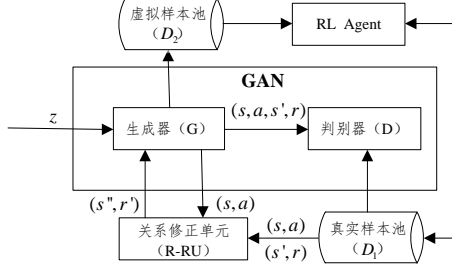 虚拟样本池
(D₂)
RL Agent
GAN
z
生成器（G）
(s,a,s',r)
判别器（D）
(s'',r')
(s,a)
关系修正单元
(R-RU)
(s,a)
(s',r)
真实样本池
(D₁)